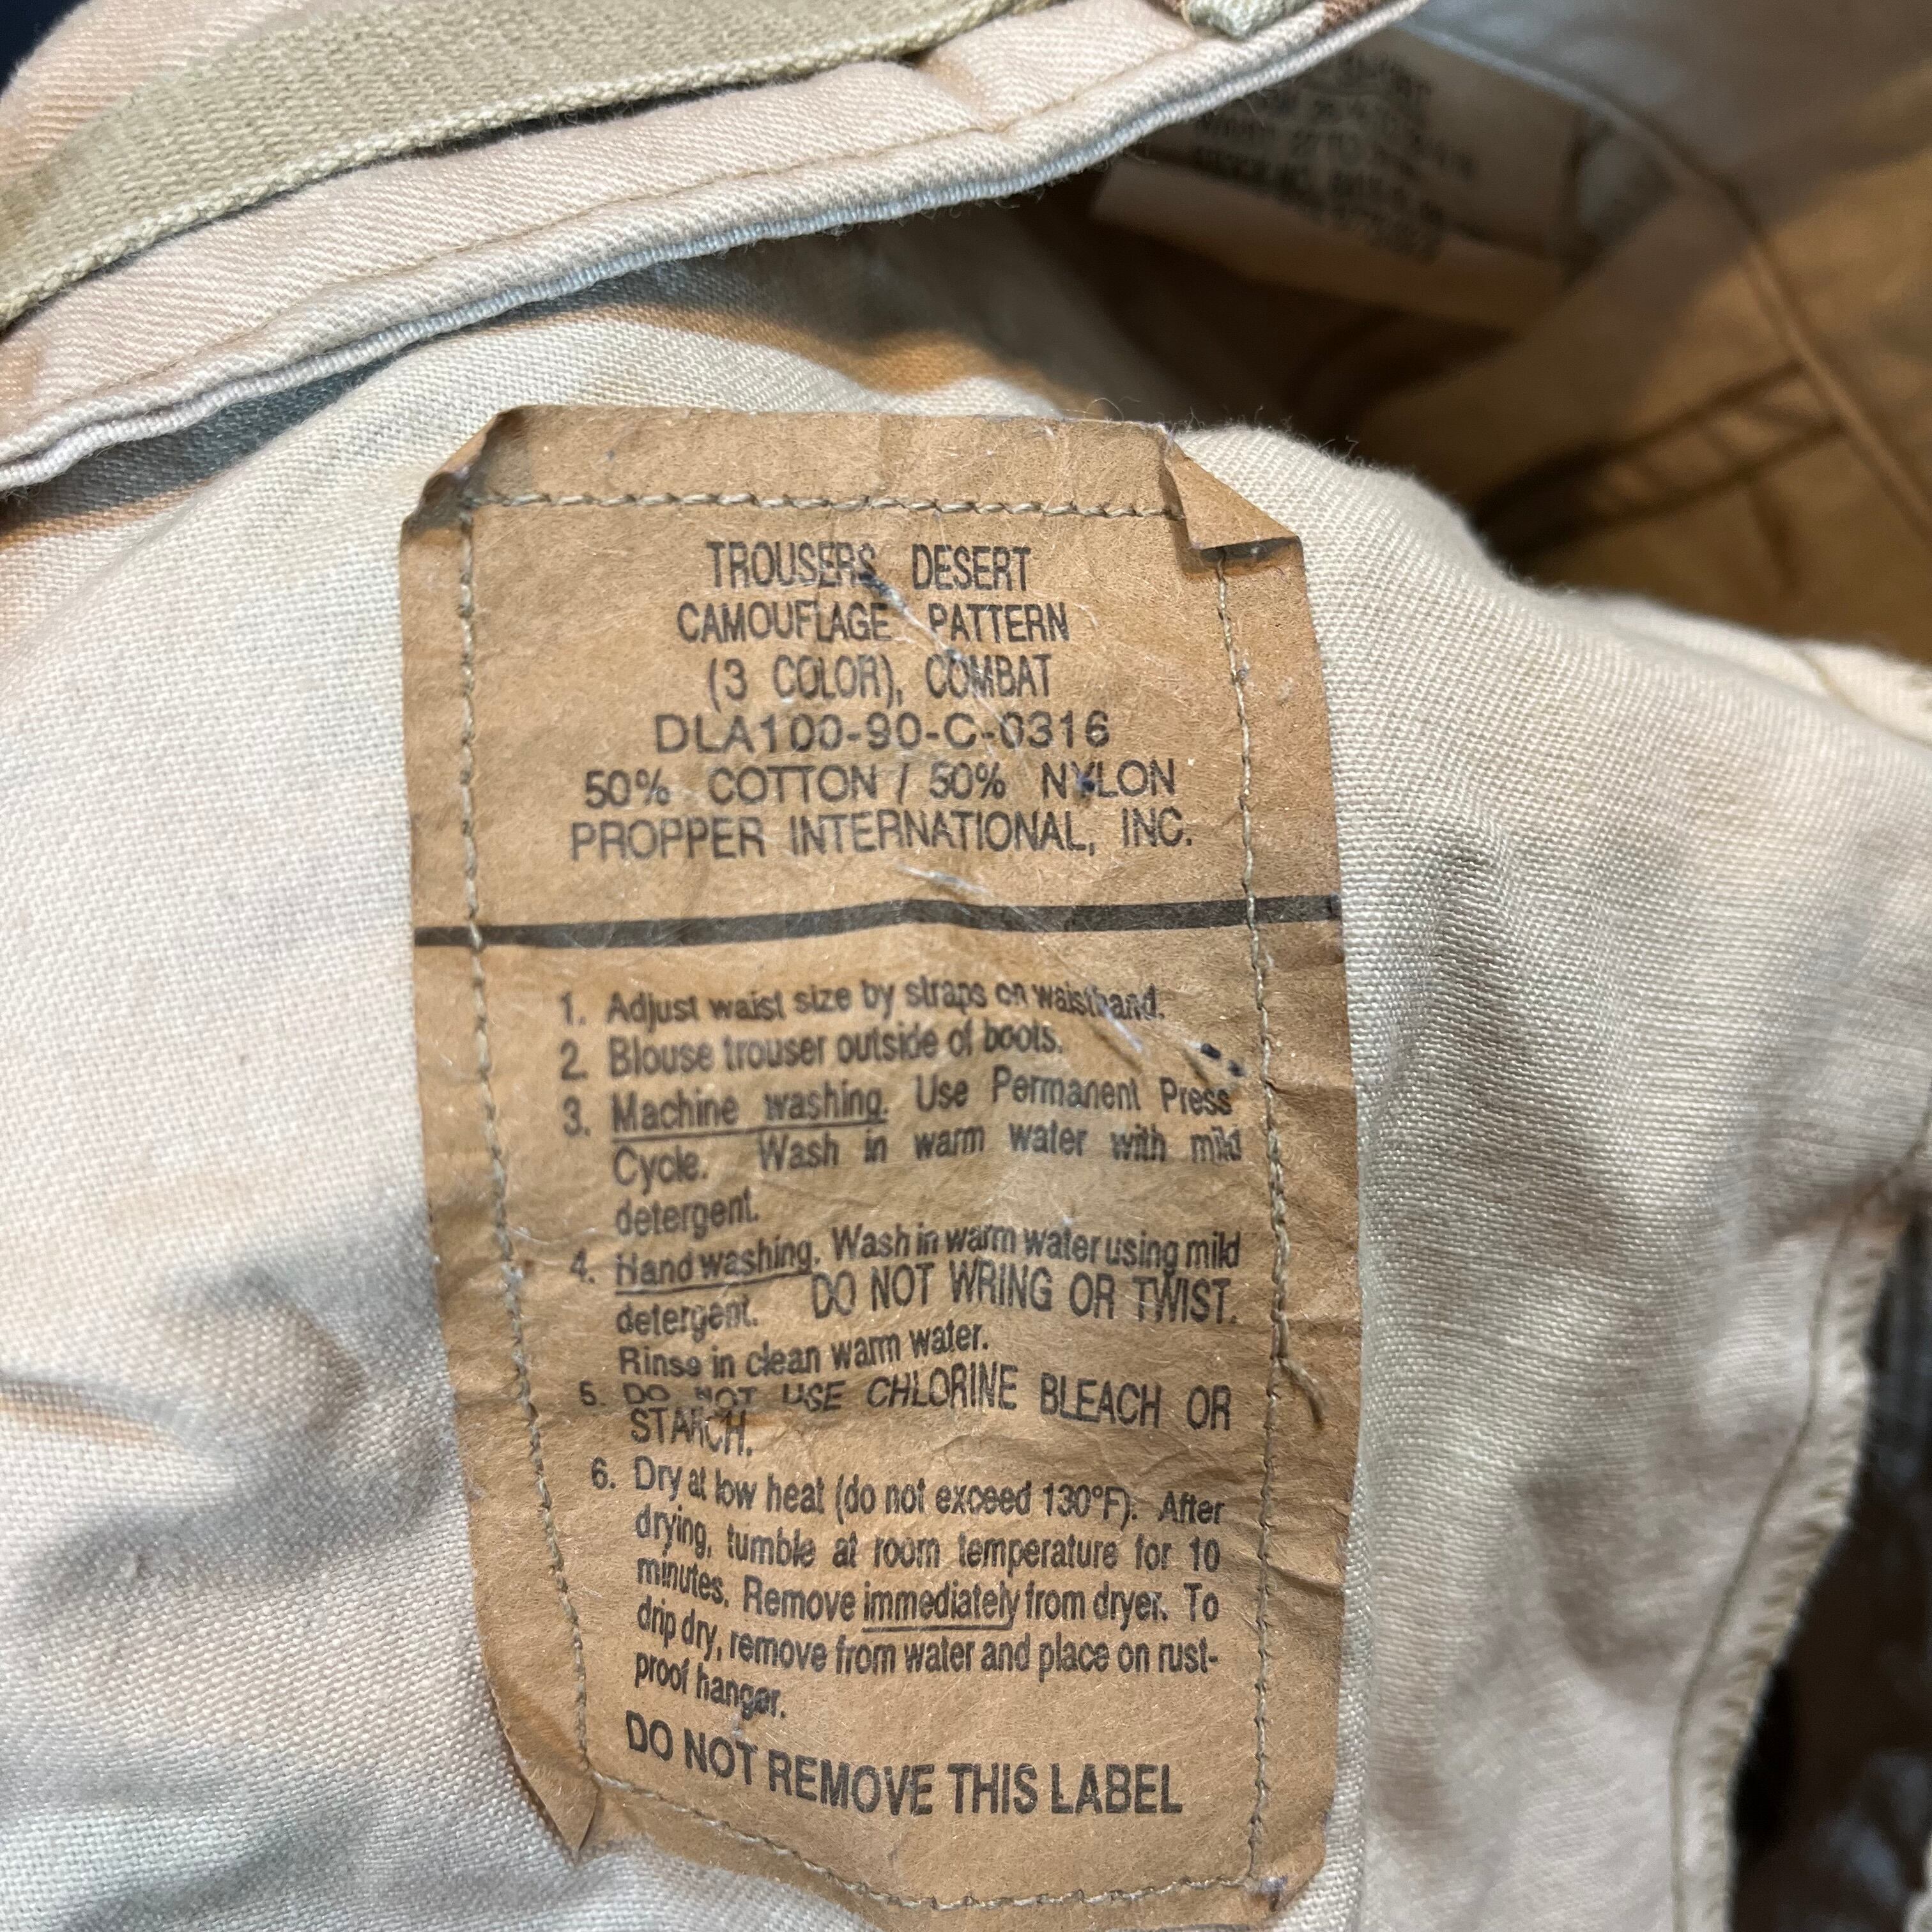 TROUSERS, DESERT
CAMOUFLAGE PATTERN
(3 COLOR), COMBAT
DLA100-90-C-0316
50% COTTON / 50% NYLON
PROPPER INTERNATIONAL, INC.
1. Adjust waist size by straps on waistband.
2. Blouse trouser outside of boots.
3. Machine washing. Use Permanent Press
Cycle. Wash in warm water with mild
detergent.
4. Hand washing. Wash in warm water using mild
detergent. DO NOT WRING OR TWIST.
Rinse in clean warm water.
5. DO NOT USE CHLORINE BLEACH OR
STARCH.
6. Dry at low heat (do not exceed 130°F). After
drying, tumble at room temperature for 10
minutes. Remove immediately from dryer. To
drip dry, remove from water and place on rust-
proof hanger.
DO NOT REMOVE THIS LABEL